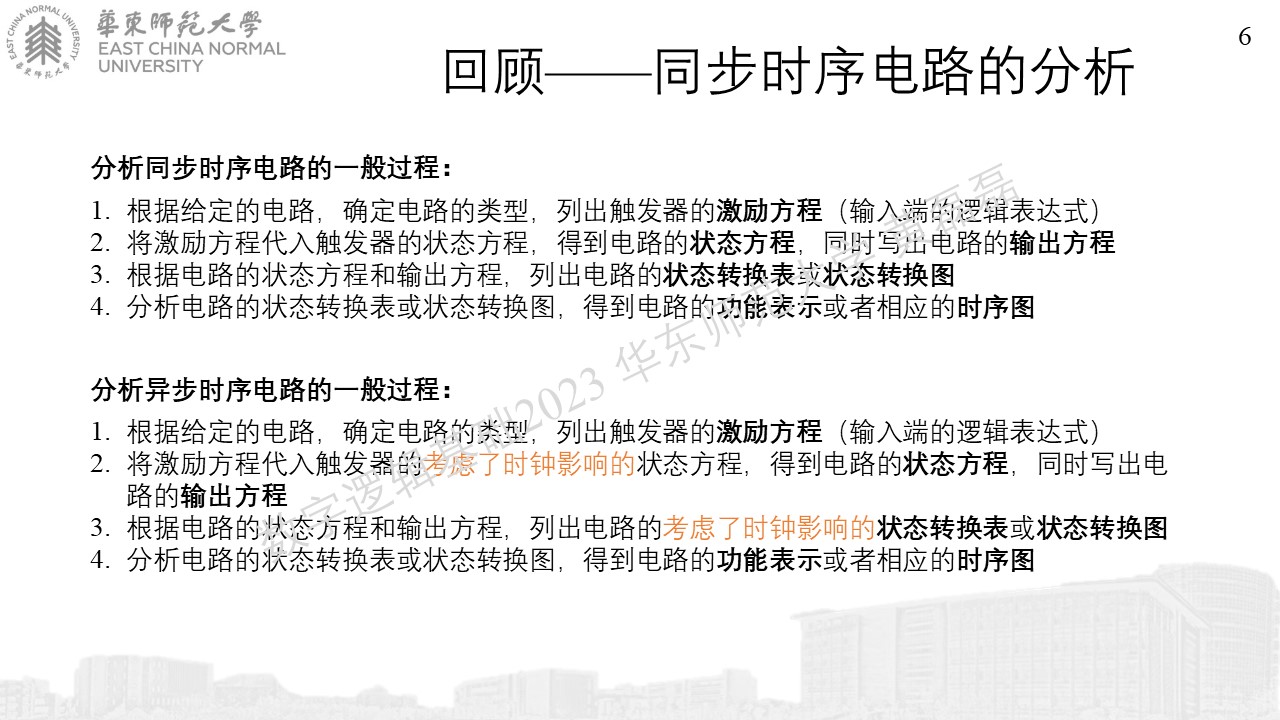 華東師範大學
EAST CHINA NORMAL
UNIVERSITY
6
回顾——同步时序电路的分析
分析同步时序电路的一般过程：
1. 根据给定的电路，确定电路的类型，列出触发器的激励方程（输入端的逻辑表达式）
2. 将激励方程代入触发器的状态方程，得到电路的状态方程，同时写出电路的输出方程
3. 根据电路的状态方程和输出方程，列出电路的状态转换表或状态转换图
4. 分析电路的状态转换表或状态转换图，得到电路的功能表示或者相应的时序图
分析异步时序电路的一般过程：
1. 根据给定的电路，确定电路的类型，列出触发器的激励方程（输入端的逻辑表达式）
2. 将激励方程代入触发器的考虑了时钟影响的状态方程，得到电路的状态方程，同时写出电
路的输出方程
3. 根据电路的状态方程和输出方程，列出电路的考虑了时钟影响的状态转换表或状态转换图
4. 分析电路的状态转换表或状态转换图，得到电路的功能表示或者相应的时序图
数字逻辑基础2023 华东师范大学 黄磊磊